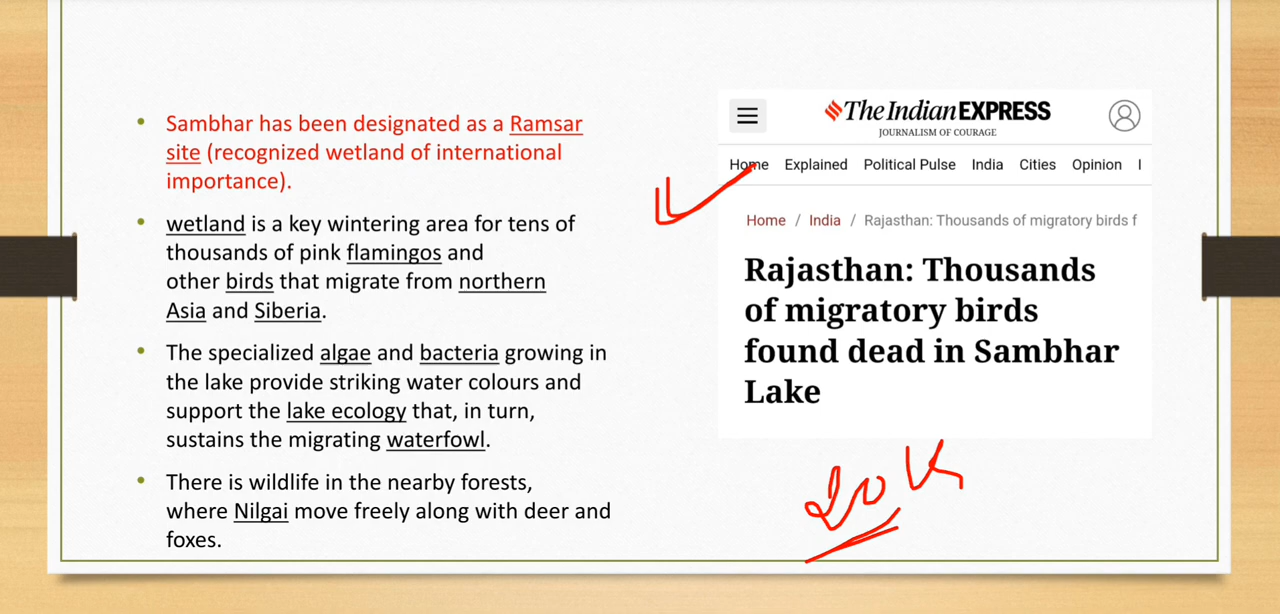 Sambhar has been designated as a Ramsar
site (recognized wetland of international
importance).
wetland is a key wintering area for tens of
thousands of pink flamingos and
other birds that migrate from northern
Asia and Siberia.
The specialized algae and bacteria growing in
the lake provide striking water colours and
support the lake ecology that, in turn,
sustains the migrating waterfowl.
There is wildlife in the nearby forests,
where Nilgai move freely along with deer and
foxes.
The Indian EXPRESS
JOURNALISM OF COURAGE
Home Explained Political Pulse India Cities Opinion I
Home / India / Rajasthan: Thousands of migratory birds f
Rajasthan: Thousands
of migratory birds
found dead in Sambhar
Lake
20K